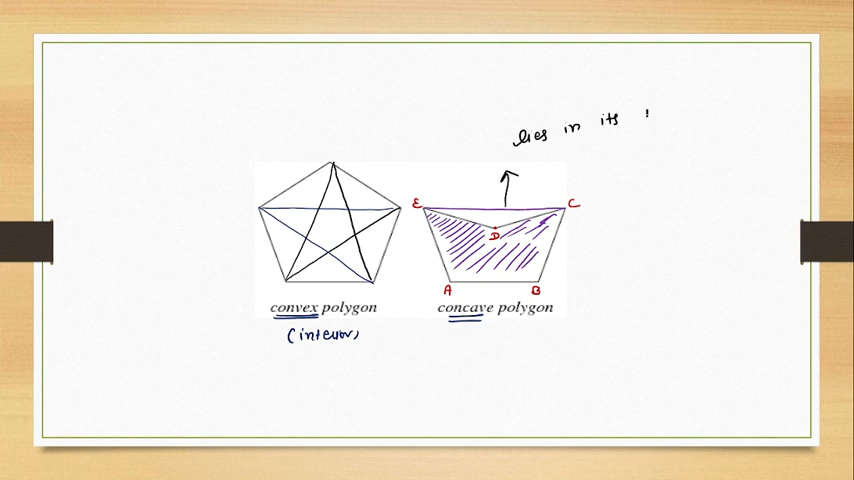 lies in its
E C
D
A B
convex polygon concave polygon
(interior)